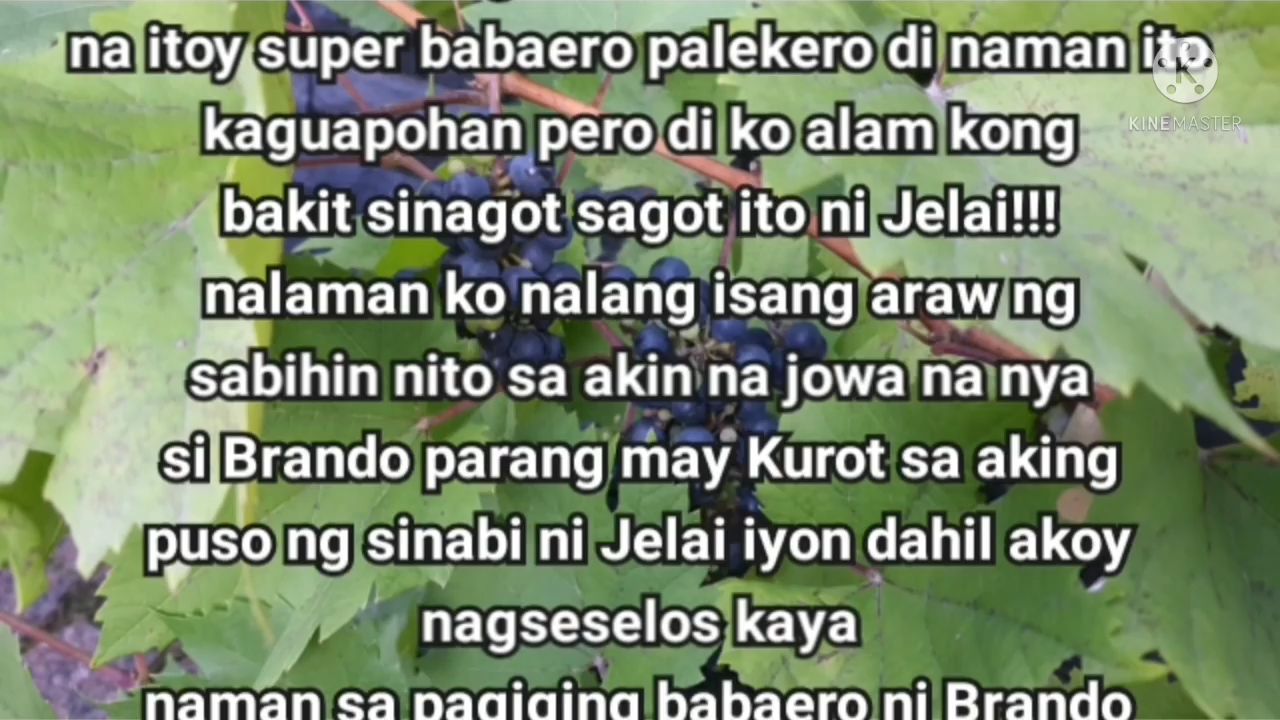 na itoy super babaero palekero di naman ito
kaguapohan pero di ko alam kong
bakit sinagot sagot ito ni Jelai!!!
nalaman ko nalang isang araw ng
sabihin nito sa akin na jowa na nya
si Brando parang may Kurot sa aking
puso ng sinabi ni Jelai iyon dahil akoy
nagseselos kaya
naman sa pagiging babaero ni Brando
KINEMASTER